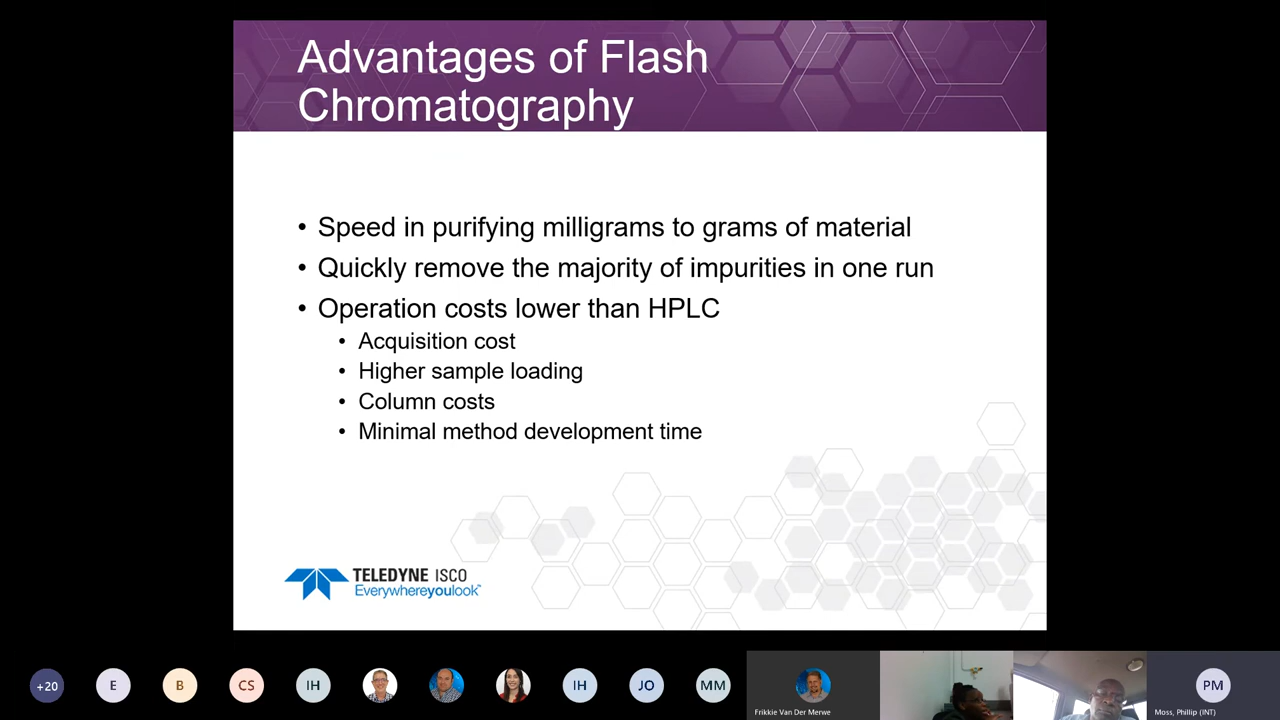 Advantages of Flash
Chromatography
• Speed in purifying milligrams to grams of material
• Quickly remove the majority of impurities in one run
• Operation costs lower than HPLC
• Acquisition cost
• Higher sample loading
• Column costs
• Minimal method development time
TELEDYNE ISCO
Everywhereyoulook™
+20
E
B
CS
IH
IH
JO
MM
PM
Frikkie Van Der Merwe
Moss, Phillip (INT)